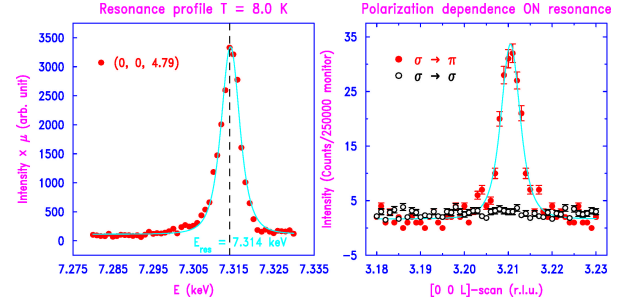 Resonance profile T = 8.0 K
Intensity × μ (arb. unit)
3500
3000
2500
2000
1500
1000
500
0
(0, 0, 4.79)
E_res = 7.314 keV
7.275 7.285 7.295 7.305 7.315 7.325 7.335
E (keV)
Polarization dependence ON resonance
Intensity (Counts/250000 monitor)
35
25
15
5
-5
σ → π
σ → σ
3.18 3.19 3.20 3.21 3.22 3.23
[0 0 L]-scan (r.l.u.)